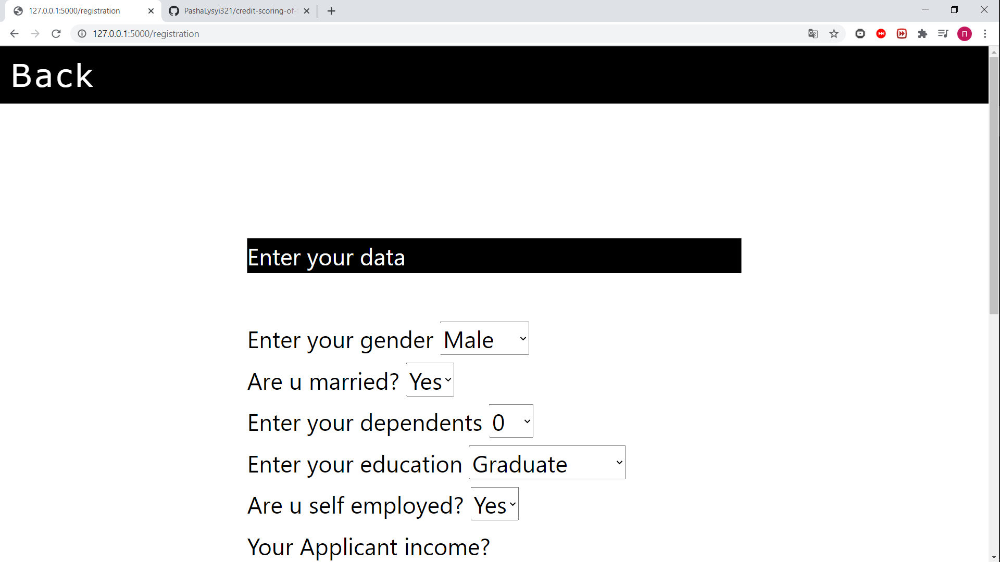 127.0.0.1:5000/registration
PashaLysyi321/credit-scoring-of-
127.0.0.1:5000/registration
П
Back
Enter your data
Enter your gender Male
Are u married? Yes
Enter your dependents 0
Enter your education Graduate
Are u self employed? Yes
Your Applicant income?